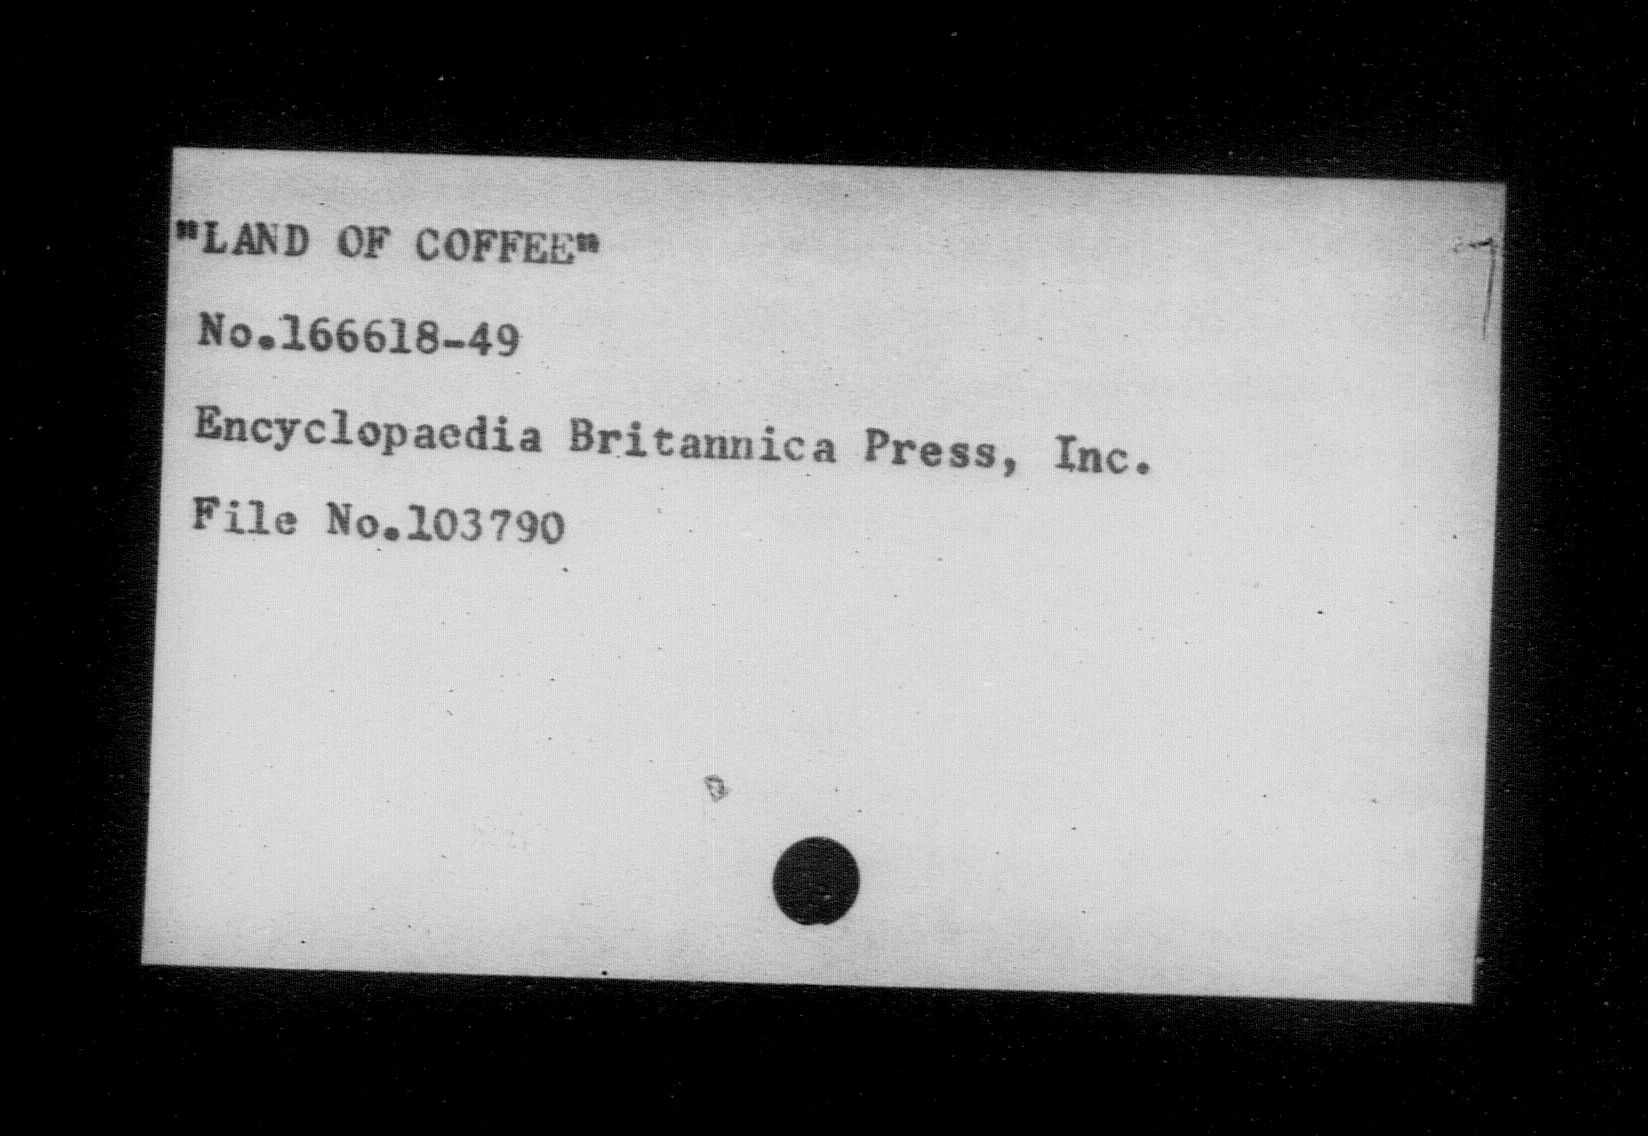 "LAND OF COFFEE"
No.166618-49
Encyclopaedia Britannica Press, Inc.
File No.103790